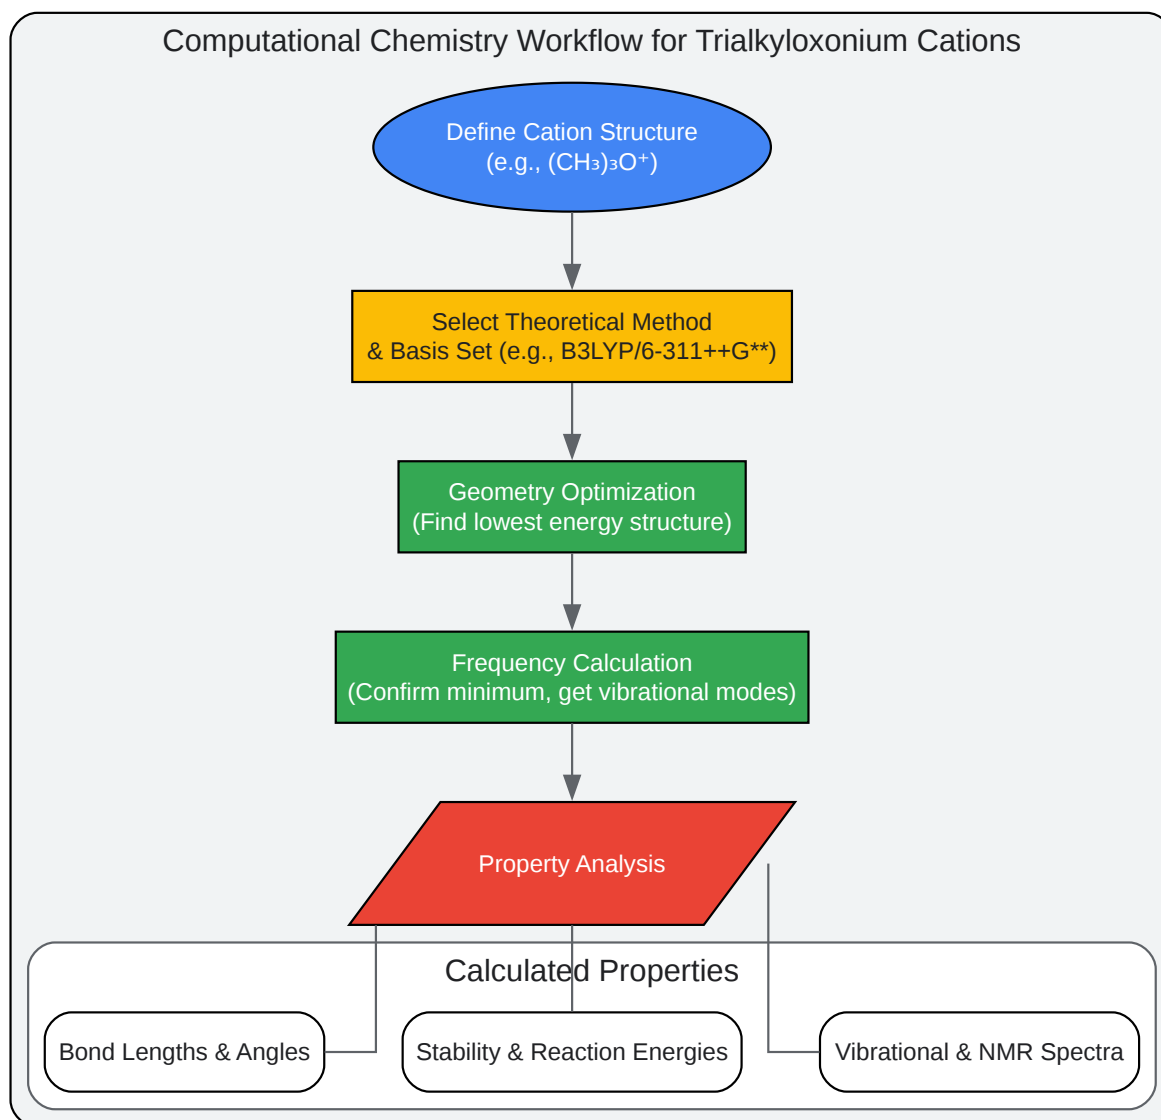 Computational Chemistry Workflow for Trialkyloxonium Cations
Define Cation Structure
(e.g., (CH₃)₃O⁺)
Select Theoretical Method
& Basis Set (e.g., B3LYP/6-311++G**)
Geometry Optimization
(Find lowest energy structure)
Frequency Calculation
(Confirm minimum, get vibrational modes)
Property Analysis
Calculated Properties
Bond Lengths & Angles
Stability & Reaction Energies
Vibrational & NMR Spectra